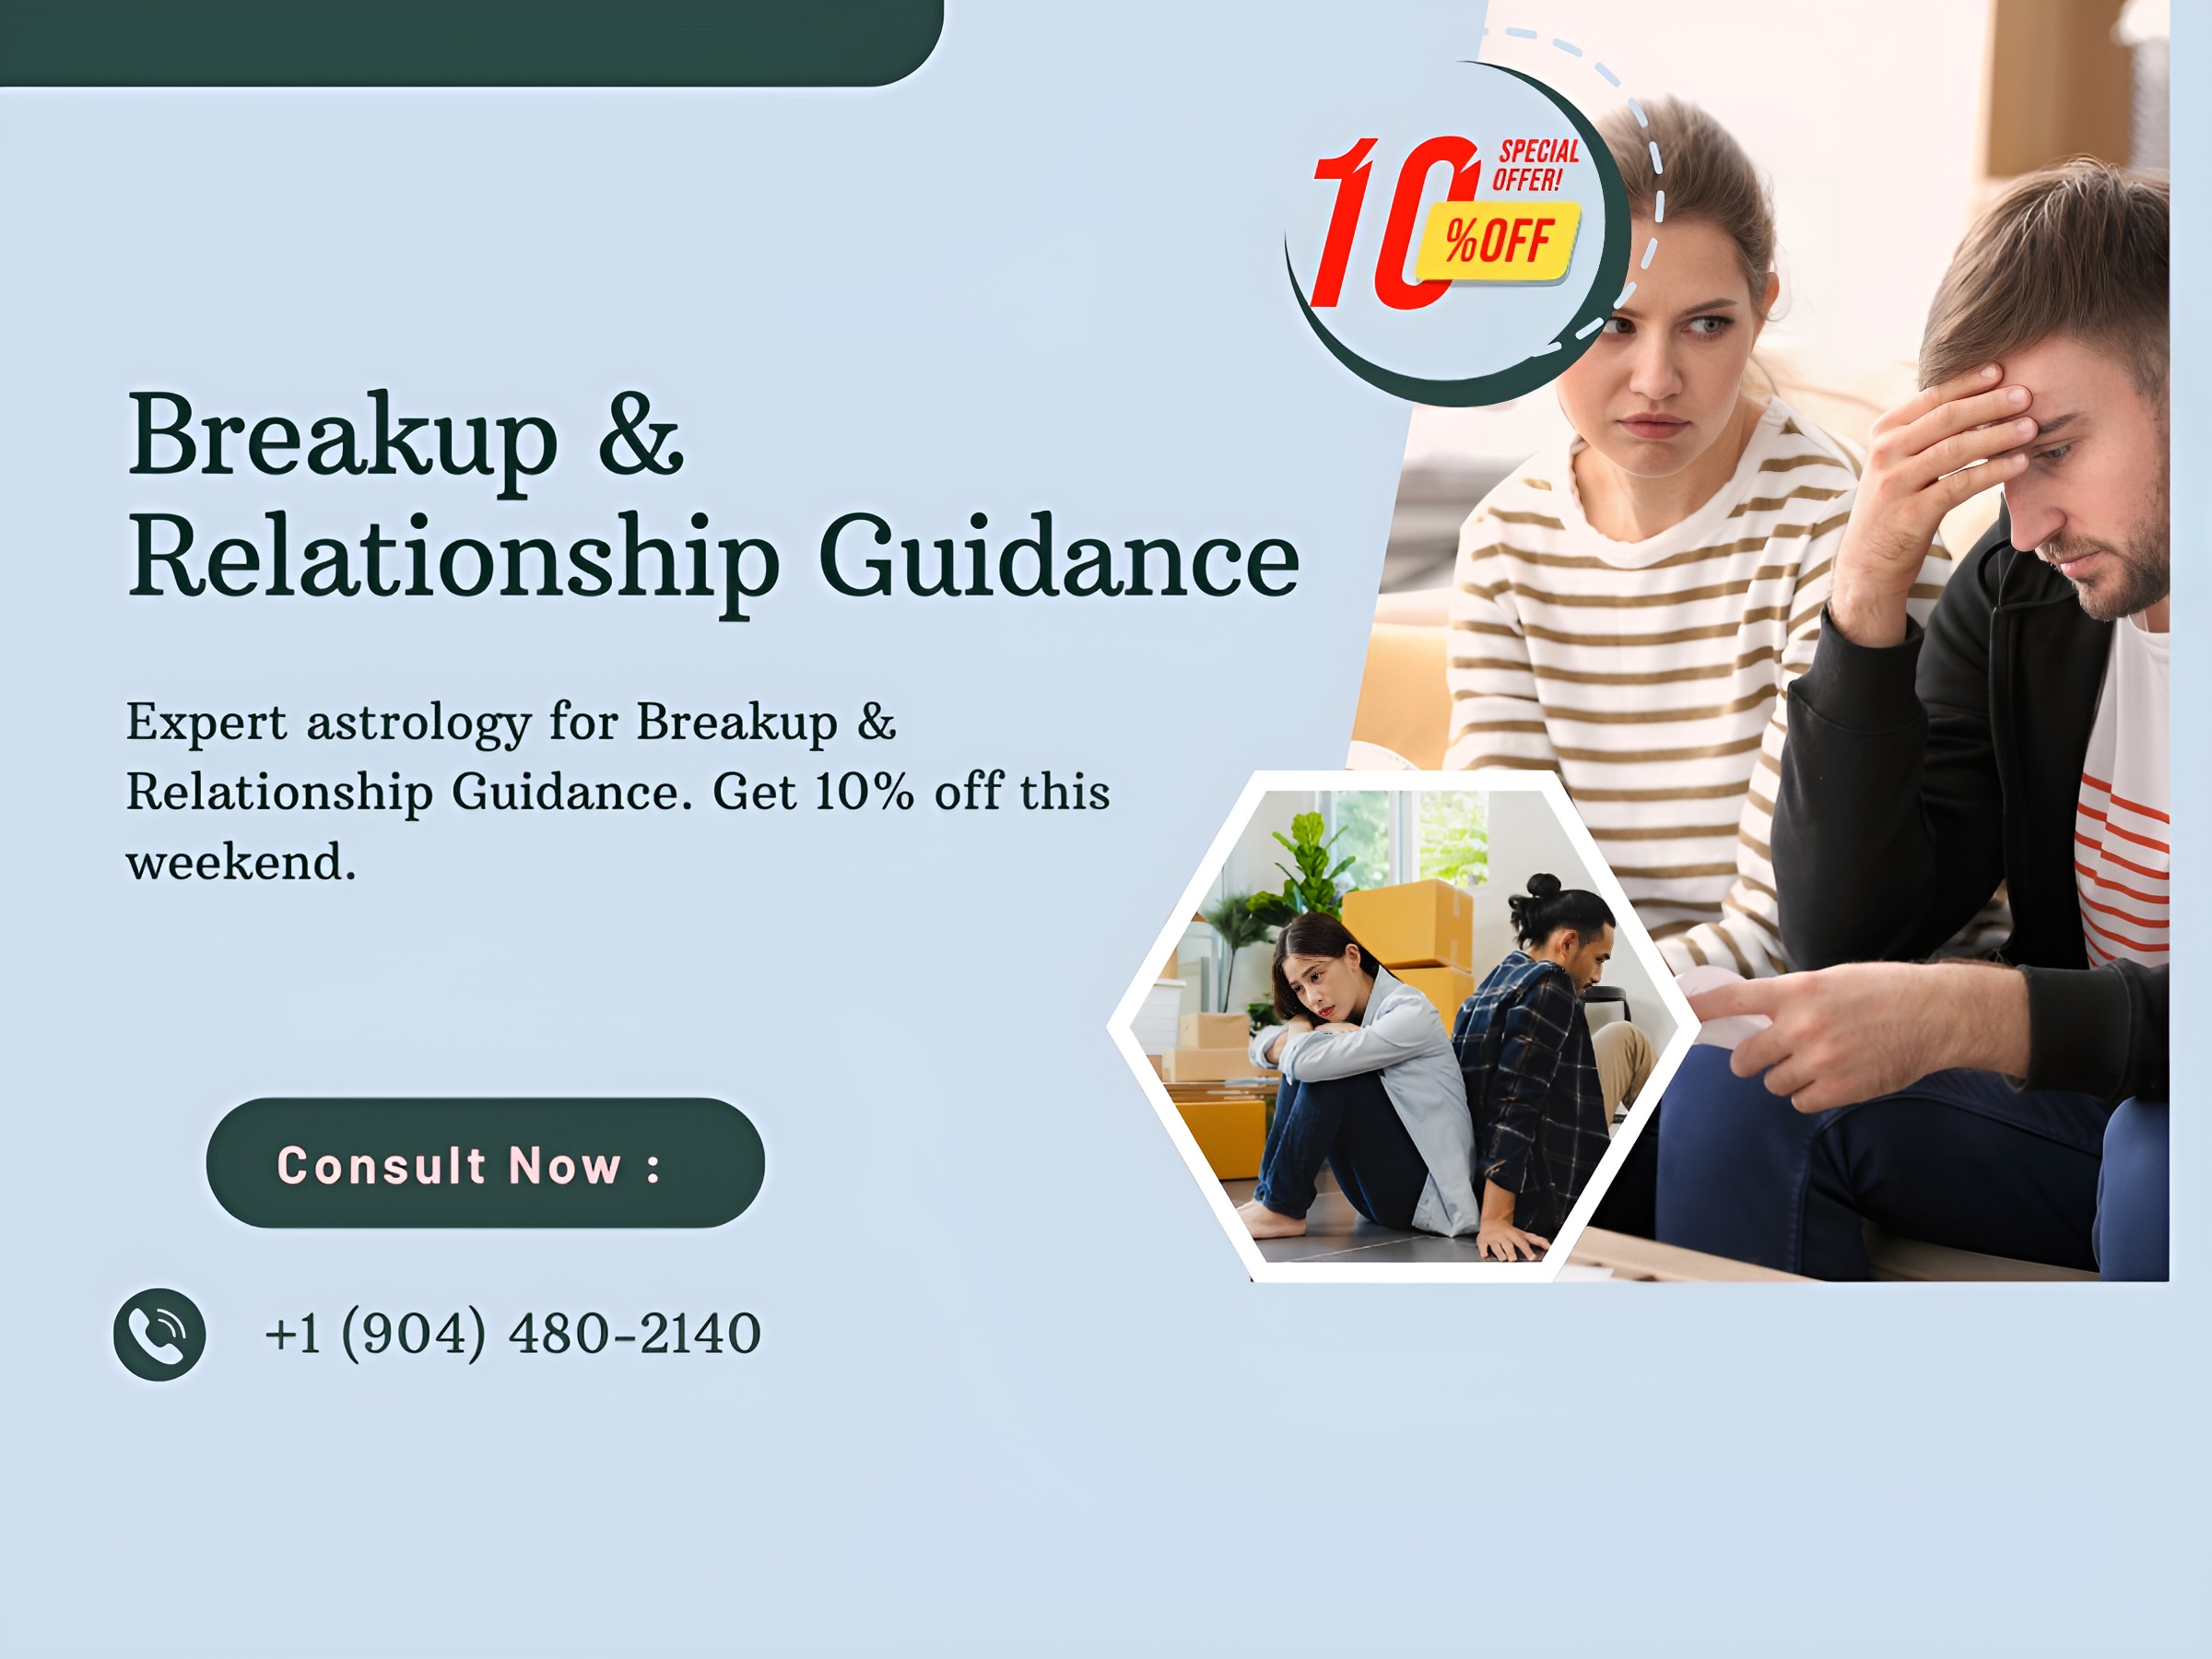 10
SPECIAL
OFFER!
%OFF
Breakup &
Relationship Guidance
Expert astrology for Breakup &
Relationship Guidance. Get 10% off this
weekend.
Consult Now :
+1 (904) 480-2140